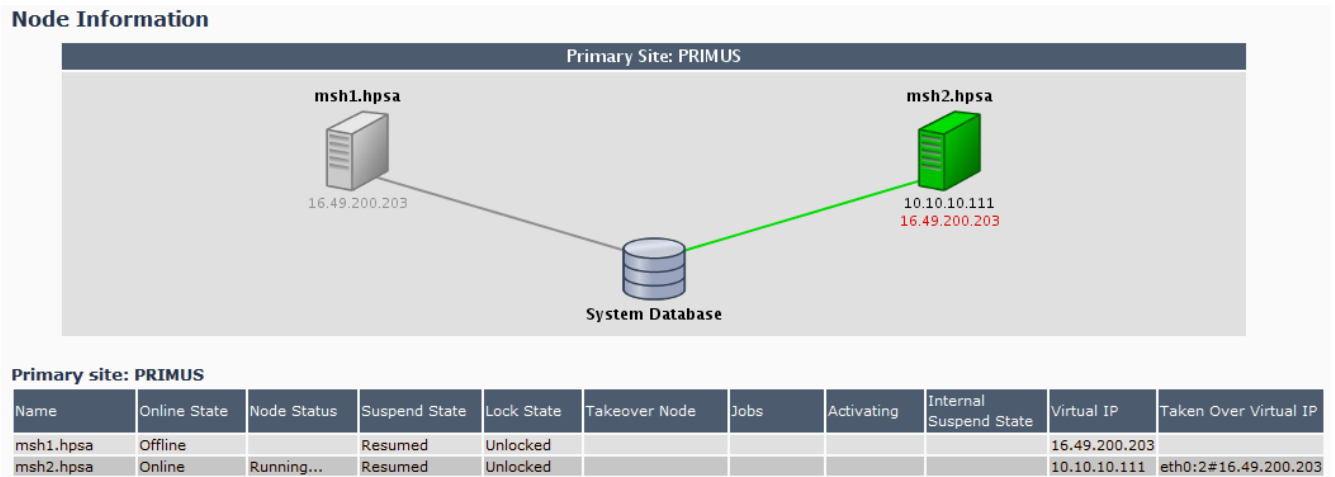 Node Information
Primary Site: PRIMUS
msh1.hpsa
msh2.hpsa
16.49.200.203
10.10.10.111
16.49.200.203
System Database
Primary site: PRIMUS
Name Online State Node Status Suspend State Lock State Takeover Node Jobs Activating Internal Suspend State Virtual IP Taken Over Virtual IP
msh1.hpsa Offline Resumed Unlocked 16.49.200.203
msh2.hpsa Online Running... Resumed Unlocked 10.10.10.111 eth0:2#16.49.200.203